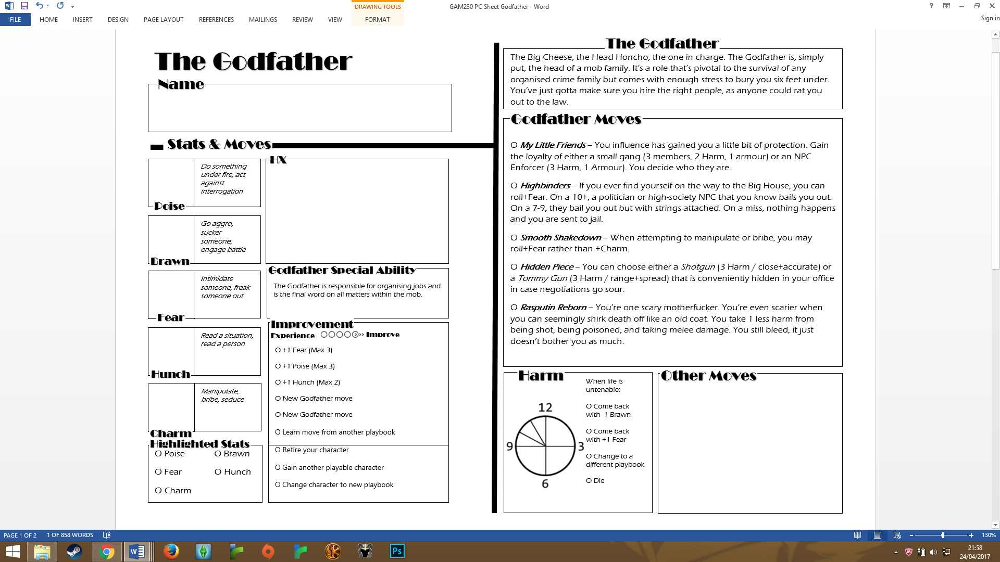 DRAWING TOOLS
GAM230 PC Sheet Godfather - Word
?
FILE HOME INSERT DESIGN PAGE LAYOUT REFERENCES MAILINGS REVIEW VIEW FORMAT
Sign in
The Godfather
Name
Stats & Moves
Do something
under fire, act
against
interrogation
Poise
Go aggro,
sucker
someone,
engage battle
Brawn
Intimidate
someone, freak
someone out
Fear
Read a situation,
read a person
Hunch
Manipulate,
bribe, seduce
Charm
Highlighted Stats
O Poise O Brawn
O Fear O Hunch
O Charm
HX
Godfather Special Ability
The Godfather is responsible for organising jobs and
is the final word on all matters within the mob.
Improvement
Experience OOOOO>> Improve
O +1 Fear (Max 3)
O +1 Poise (Max 3)
O +1 Hunch (Max 2)
O New Godfather move
O New Godfather move
O Learn move from another playbook
O Retire your character
O Gain another playable character
O Change character to new playbook
The Godfather
The Big Cheese, the Head Honcho, the one in charge. The Godfather is, simply
put, the head of a mob family. It's a role that's pivotal to the survival of any
organised crime family but comes with enough stress to bury you six feet under.
You've just gotta make sure you hire the right people, as anyone could rat you
out to the law.
Godfather Moves
O My Little Friends – You influence has gained you a little bit of protection. Gain
the loyalty of either a small gang (3 members, 2 Harm, 1 armour) or an NPC
Enforcer (3 Harm, 1 Armour). You decide who they are.
O Highbinders – If you ever find yourself on the way to the Big House, you can
roll+Fear. On a 10+, a politician or high-society NPC that you know bails you out.
On a 7-9, they bail you out but with strings attached. On a miss, nothing happens
and you are sent to jail.
O Smooth Shakedown – When attempting to manipulate or bribe, you may
roll+Fear rather than +Charm.
O Hidden Piece – You can choose either a Shotgun (3 Harm / close+accurate) or
a Tommy Gun (3 Harm / range+spread) that is conveniently hidden in your office
in case negotiations go sour.
O Rasputin Reborn – You're one scary motherfucker. You're even scarier when
you can seemingly shirk death off like an old coat. You take 1 less harm from
being shot, being poisoned, and taking melee damage. You still bleed, it just
doesn't bother you as much.
Harm
12
9
3
6
When life is
untenable:
O Come back
with -1 Brawn
O Come back
with +1 Fear
O Change to a
different playbook
O Die
Other Moves
PAGE 1 OF 2 1 OF 858 WORDS
130%
Ps
21:58
24/04/2017